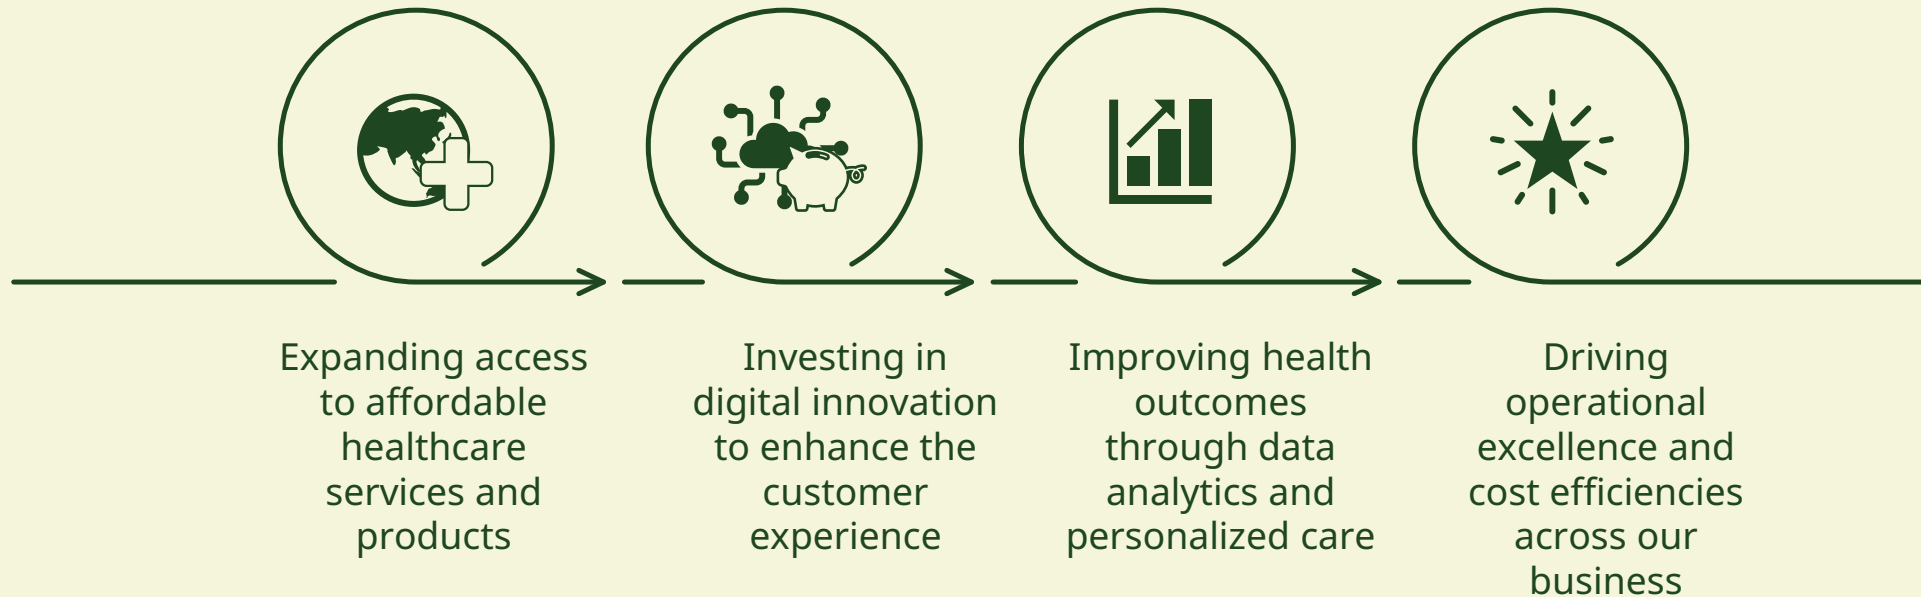 Expanding access
to affordable
healthcare
services and
products
Investing in
digital innovation
to enhance the
customer
experience
Improving health
outcomes
through data
analytics and
personalized care
Driving
operational
excellence and
cost efficiencies
across our
business